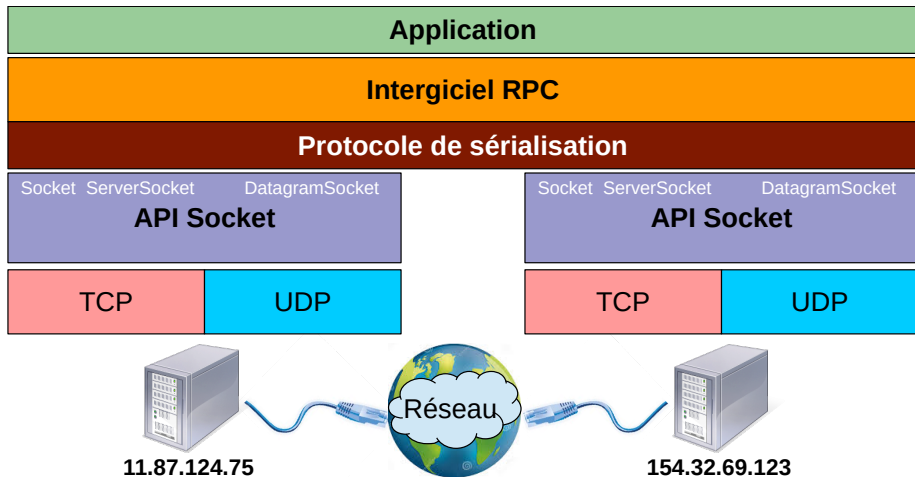 Application
Intergiciel RPC
Protocole de sérialisation
Socket ServerSocket DatagramSocket
API Socket
Socket ServerSocket DatagramSocket
API Socket
TCP UDP
TCP UDP
Réseau
11.87.124.75
154.32.69.123